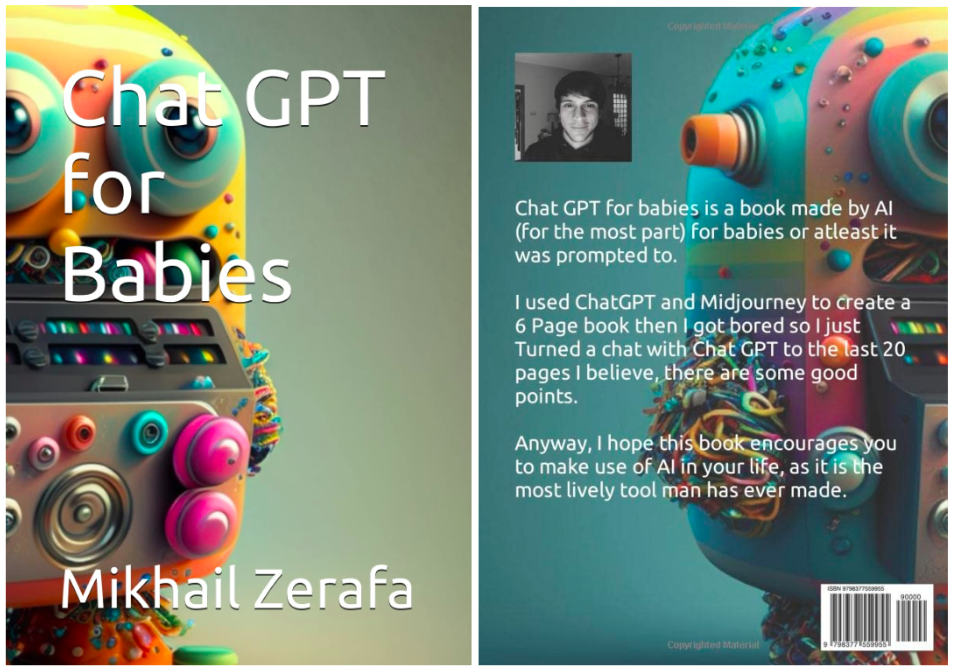 Chat GPT
for
Babies
Mikhail Zerafa
Copyrighted Material
Chat GPT for babies is a book made by AI
(for the most part) for babies or atleast it
was prompted to.
I used ChatGPT and Midjourney to create a
6 Page book then I got bored so I just
Turned a chat with Chat GPT to the last 20
pages I believe, there are some good
points.
Anyway, I hope this book encourages you
to make use of AI in your life, as it is the
most lively tool man has ever made.
ISBN 9798377559955
90000
9 798377 559955
Copyrighted Material